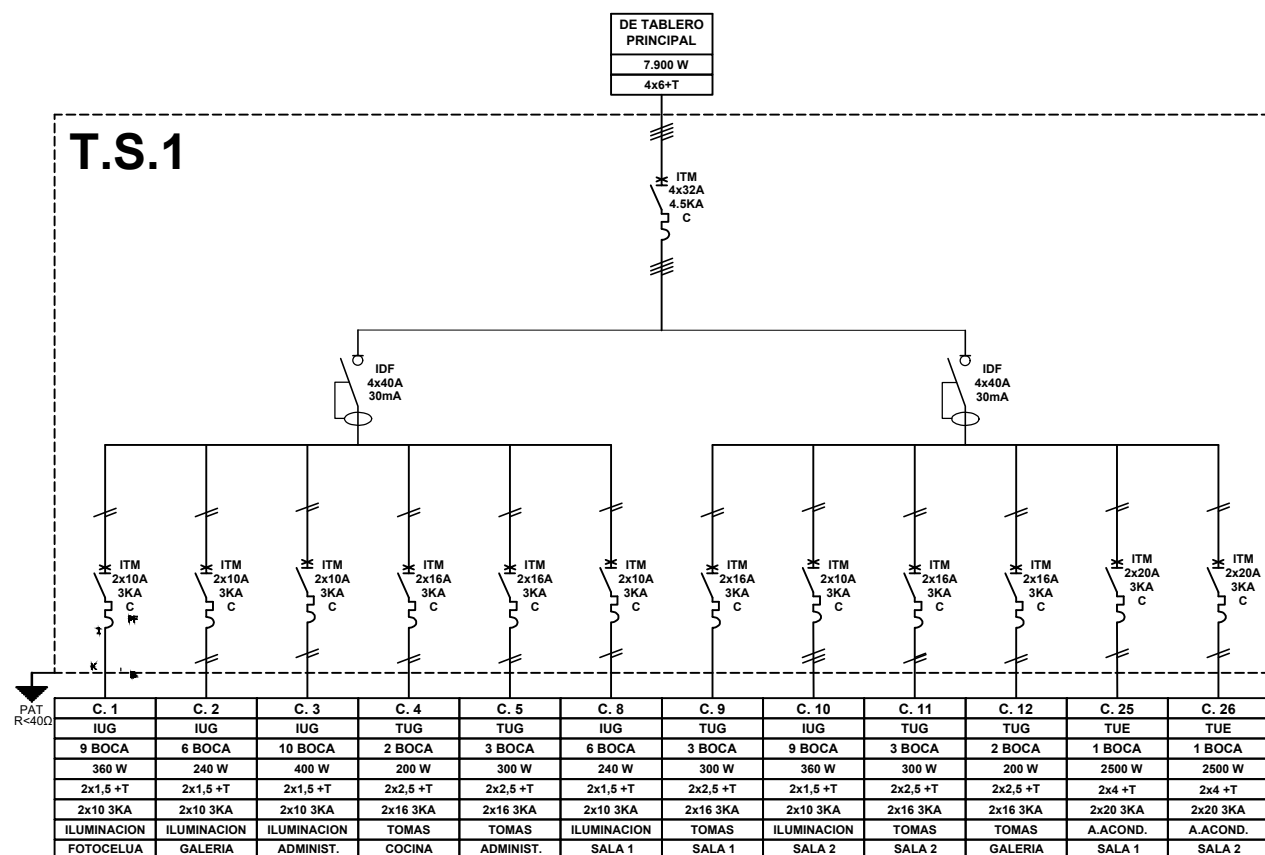 DE TABLERO
PRINCIPAL
7.900 W
4x6+T
T.S.1
ITM
4x32A
4.5KA
C
IDF
4x40A
30mA
IDF
4x40A
30mA
ITM
2x10A
3KA
C
ITM
2x10A
3KA
C
ITM
2x10A
3KA
C
ITM
2x16A
3KA
C
ITM
2x16A
3KA
C
ITM
2x10A
3KA
C
ITM
2x16A
3KA
C
ITM
2x10A
3KA
C
ITM
2x16A
3KA
C
ITM
2x16A
3KA
C
ITM
2x20A
3KA
C
ITM
2x20A
3KA
C
PAT
R<40Ω
C. 1 C. 2 C. 3 C. 4 C. 5 C. 8 C. 9 C. 10 C. 11 C. 12 C. 25 C. 26
IUG IUG IUG TUG TUG IUG TUG IUG TUG TUG TUE TUE
9 BOCA 6 BOCA 10 BOCA 2 BOCA 3 BOCA 6 BOCA 3 BOCA 9 BOCA 3 BOCA 2 BOCA 1 BOCA 1 BOCA
360 W 240 W 400 W 200 W 300 W 240 W 300 W 360 W 300 W 200 W 2500 W 2500 W
2x1,5 +T 2x1,5 +T 2x1,5 +T 2x2,5 +T 2x2,5 +T 2x1,5 +T 2x2,5 +T 2x1,5 +T 2x2,5 +T 2x2,5 +T 2x4 +T 2x4 +T
2x10 3KA 2x10 3KA 2x10 3KA 2x16 3KA 2x16 3KA 2x10 3KA 2x16 3KA 2x10 3KA 2x16 3KA 2x16 3KA 2x20 3KA 2x20 3KA
ILUMINACION ILUMINACION ILUMINACION TOMAS TOMAS ILUMINACION TOMAS ILUMINACION TOMAS TOMAS A.ACOND. A.ACOND.
FOTOCELUA GALERIA ADMINIST. COCINA ADMINIST. SALA 1 SALA 1 SALA 2 SALA 2 GALERIA SALA 1 SALA 2